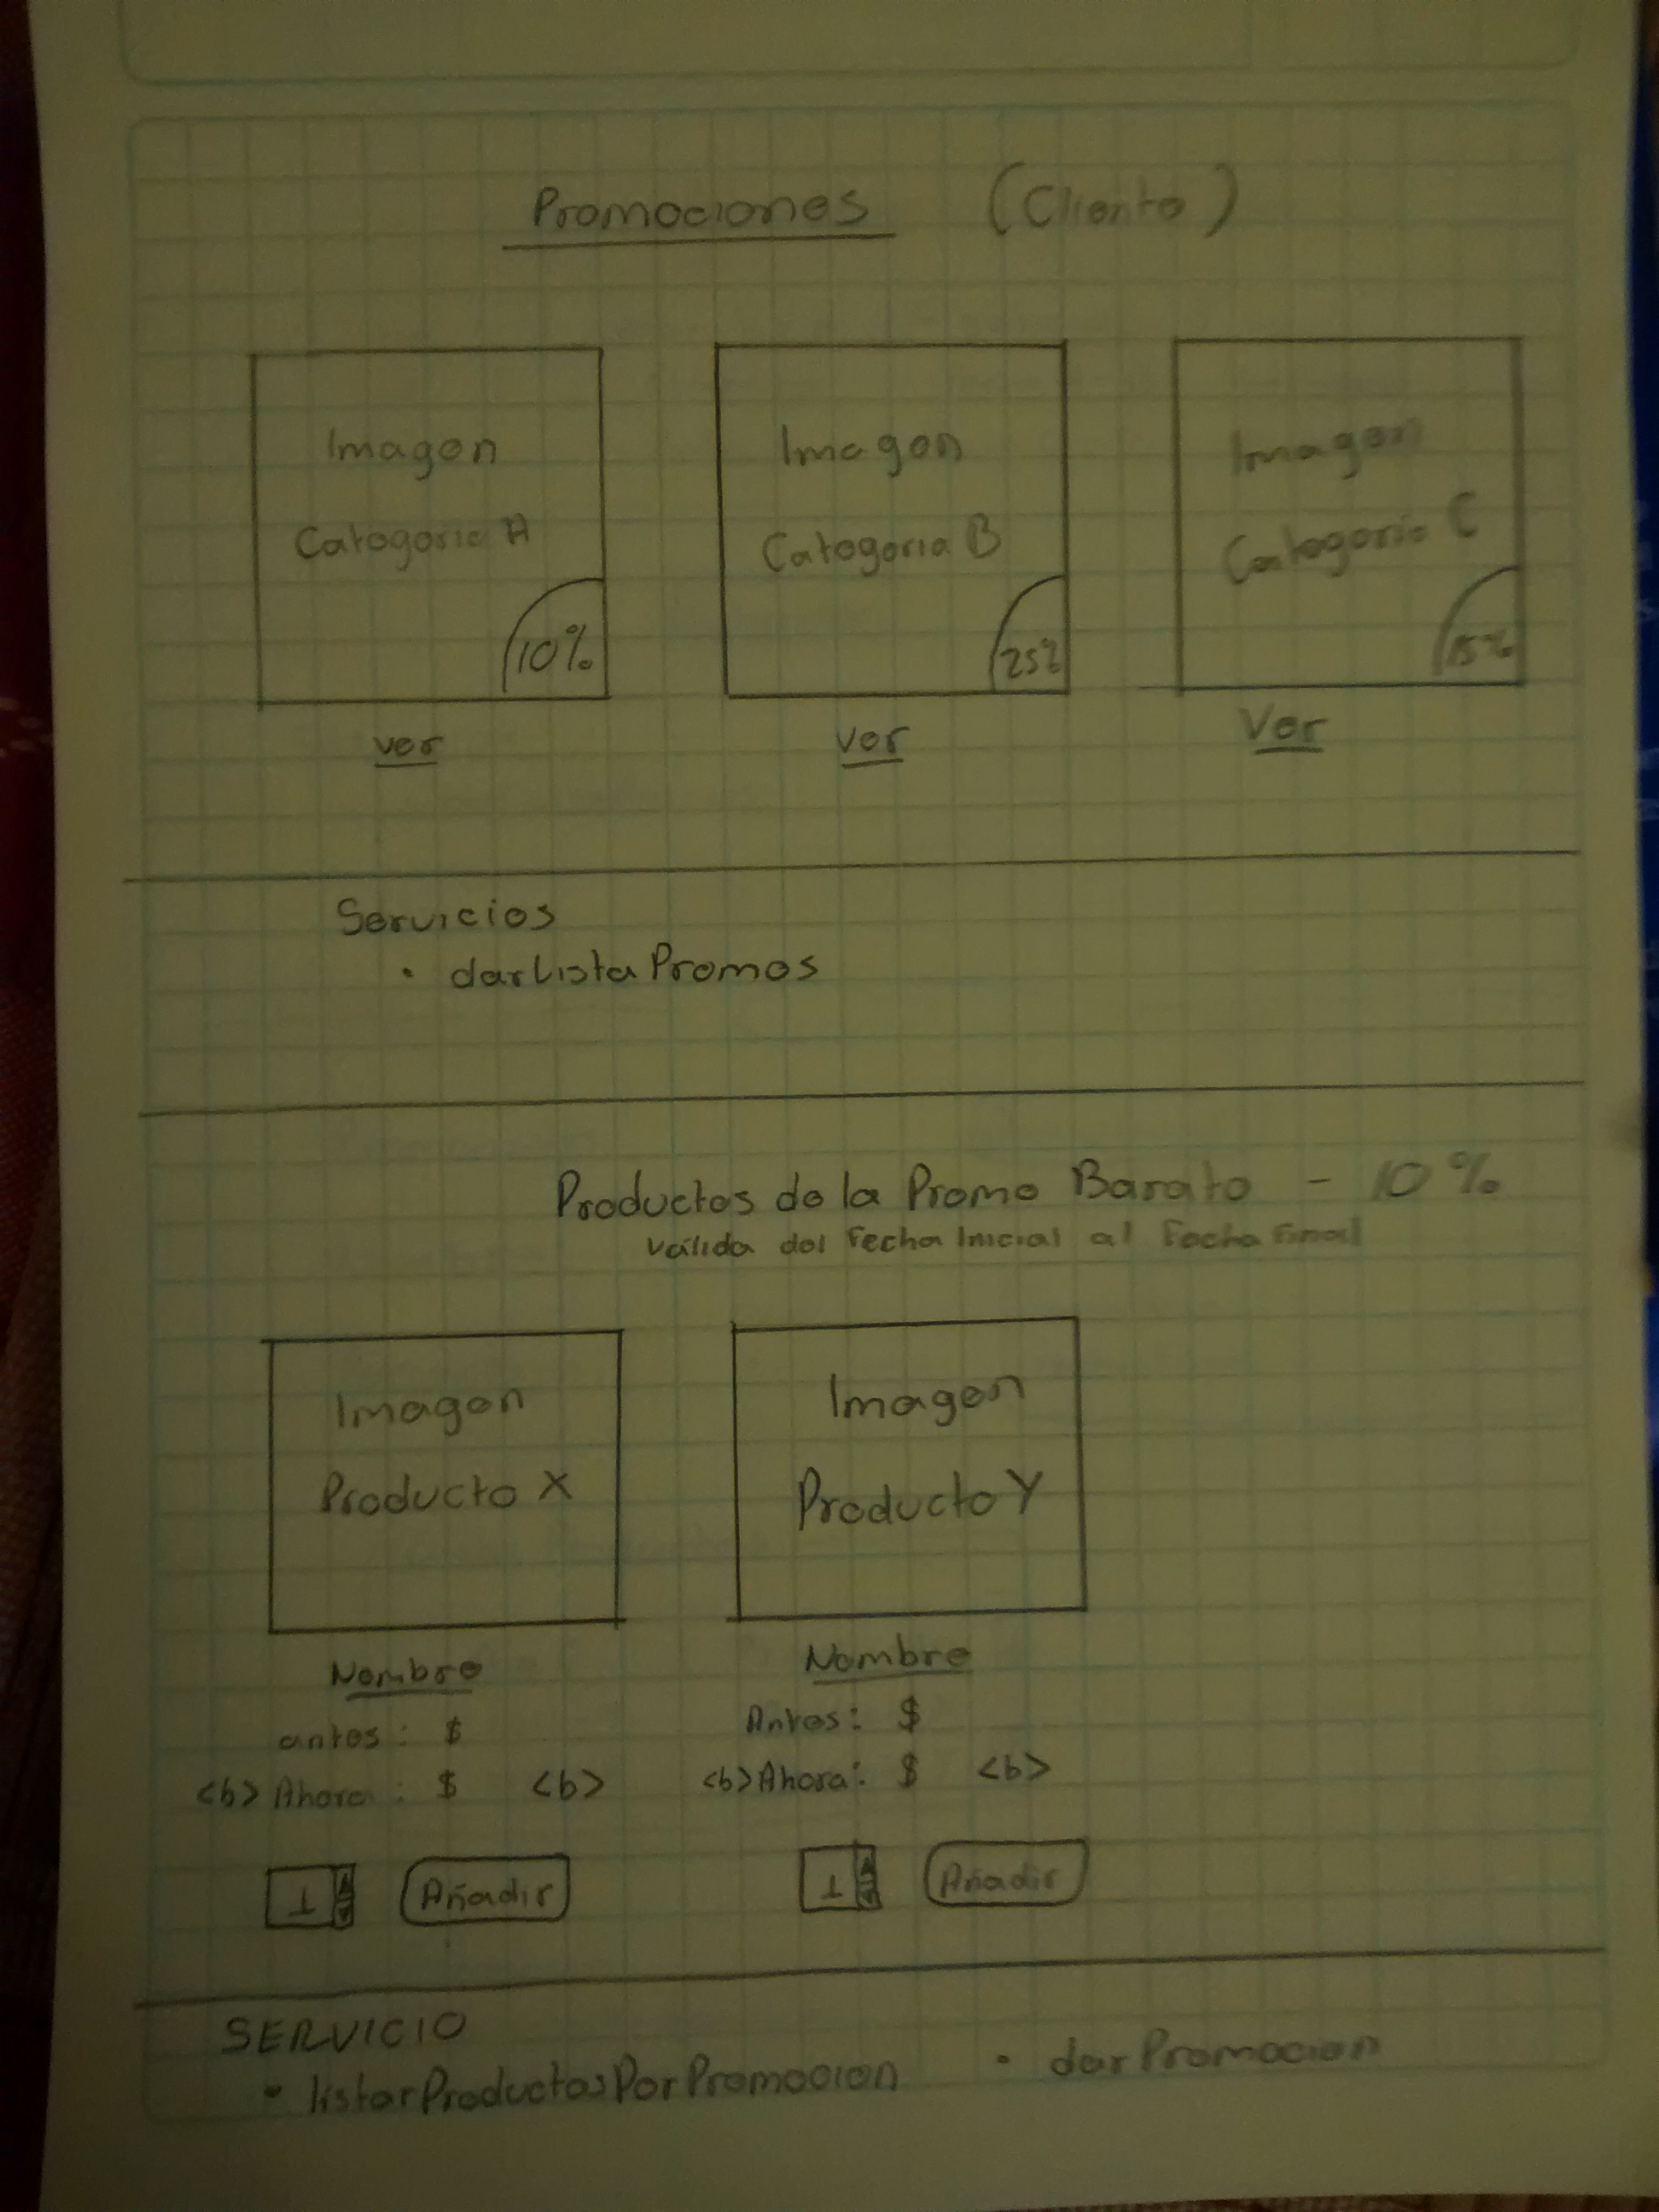 Promociones (Cliente)
Imagen Imagen Imagen
Categoria A Categoria B Categoria C
10% 25% 15%
ver ver Ver
Servicios
• darListaPromos
Productos de la Promo Barato - 10%
Válida del Fecha Inicial al Fecha Final
Imagen Imagen
Producto X Producto Y
Nombre Nombre
antes: $ Antes: $
<b> Ahora: $ <b> <b> Ahora: $ <b>
1 Añadir 1 Añadir
SERVICIO
• listarProductosPorPromocion • darPromocion